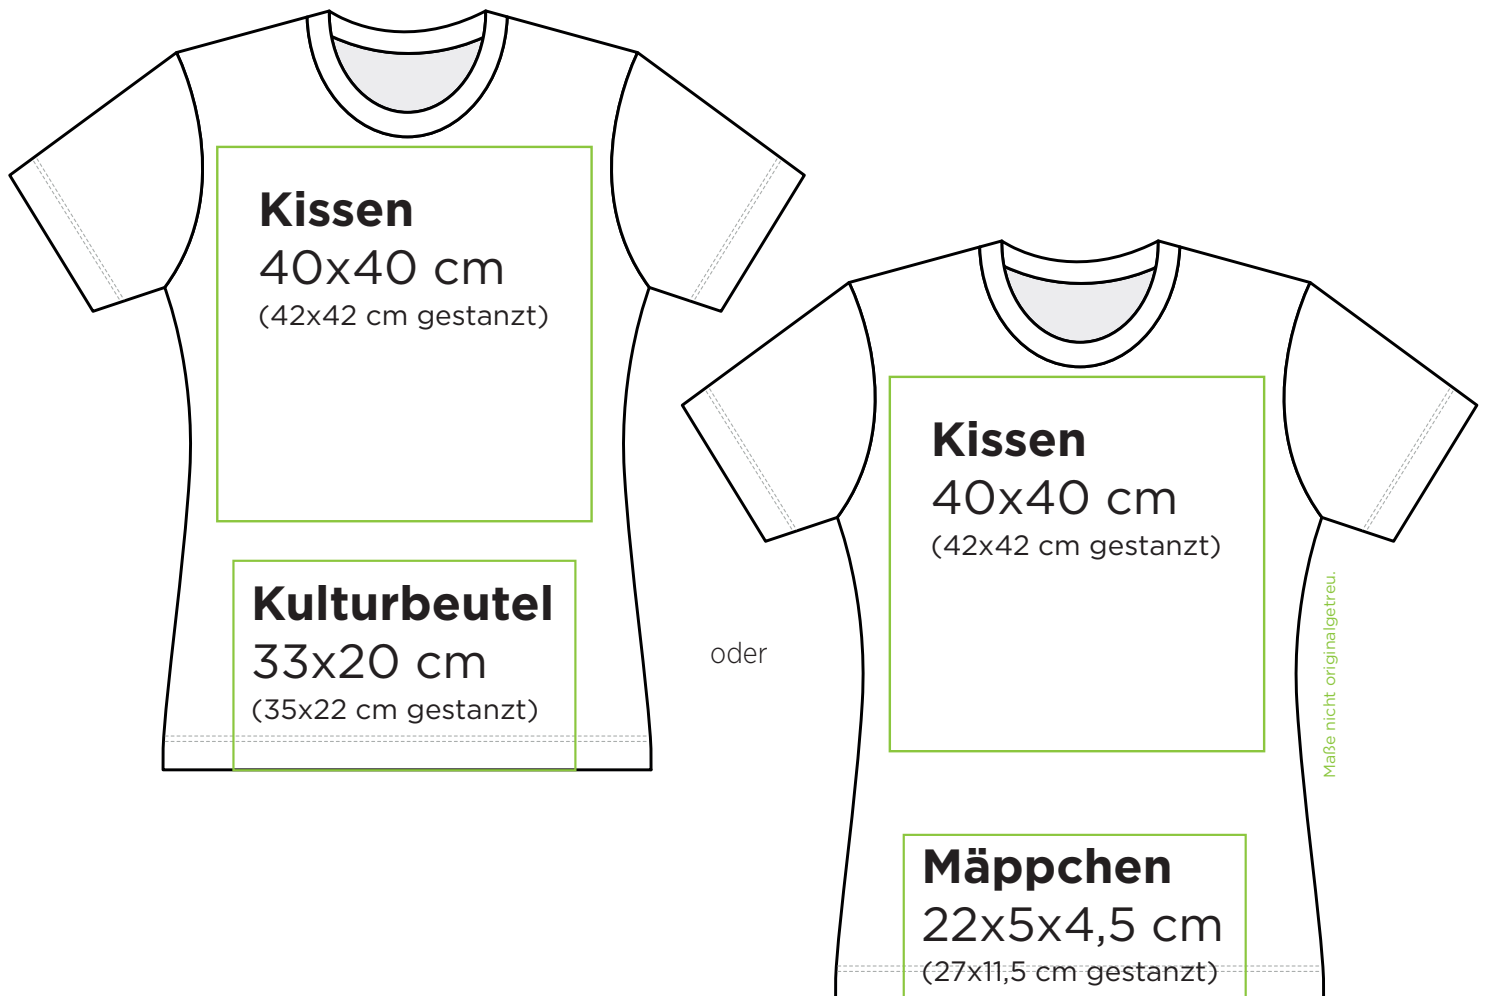 Kissen
40x40 cm
(42x42 cm gestanzt)
Kulturbeutel
33x20 cm
(35x22 cm gestanzt)
oder
Kissen
40x40 cm
(42x42 cm gestanzt)
Mäppchen
22x5x4,5 cm
(27x11,5 cm gestanzt)
Maße nicht originalgetreu.